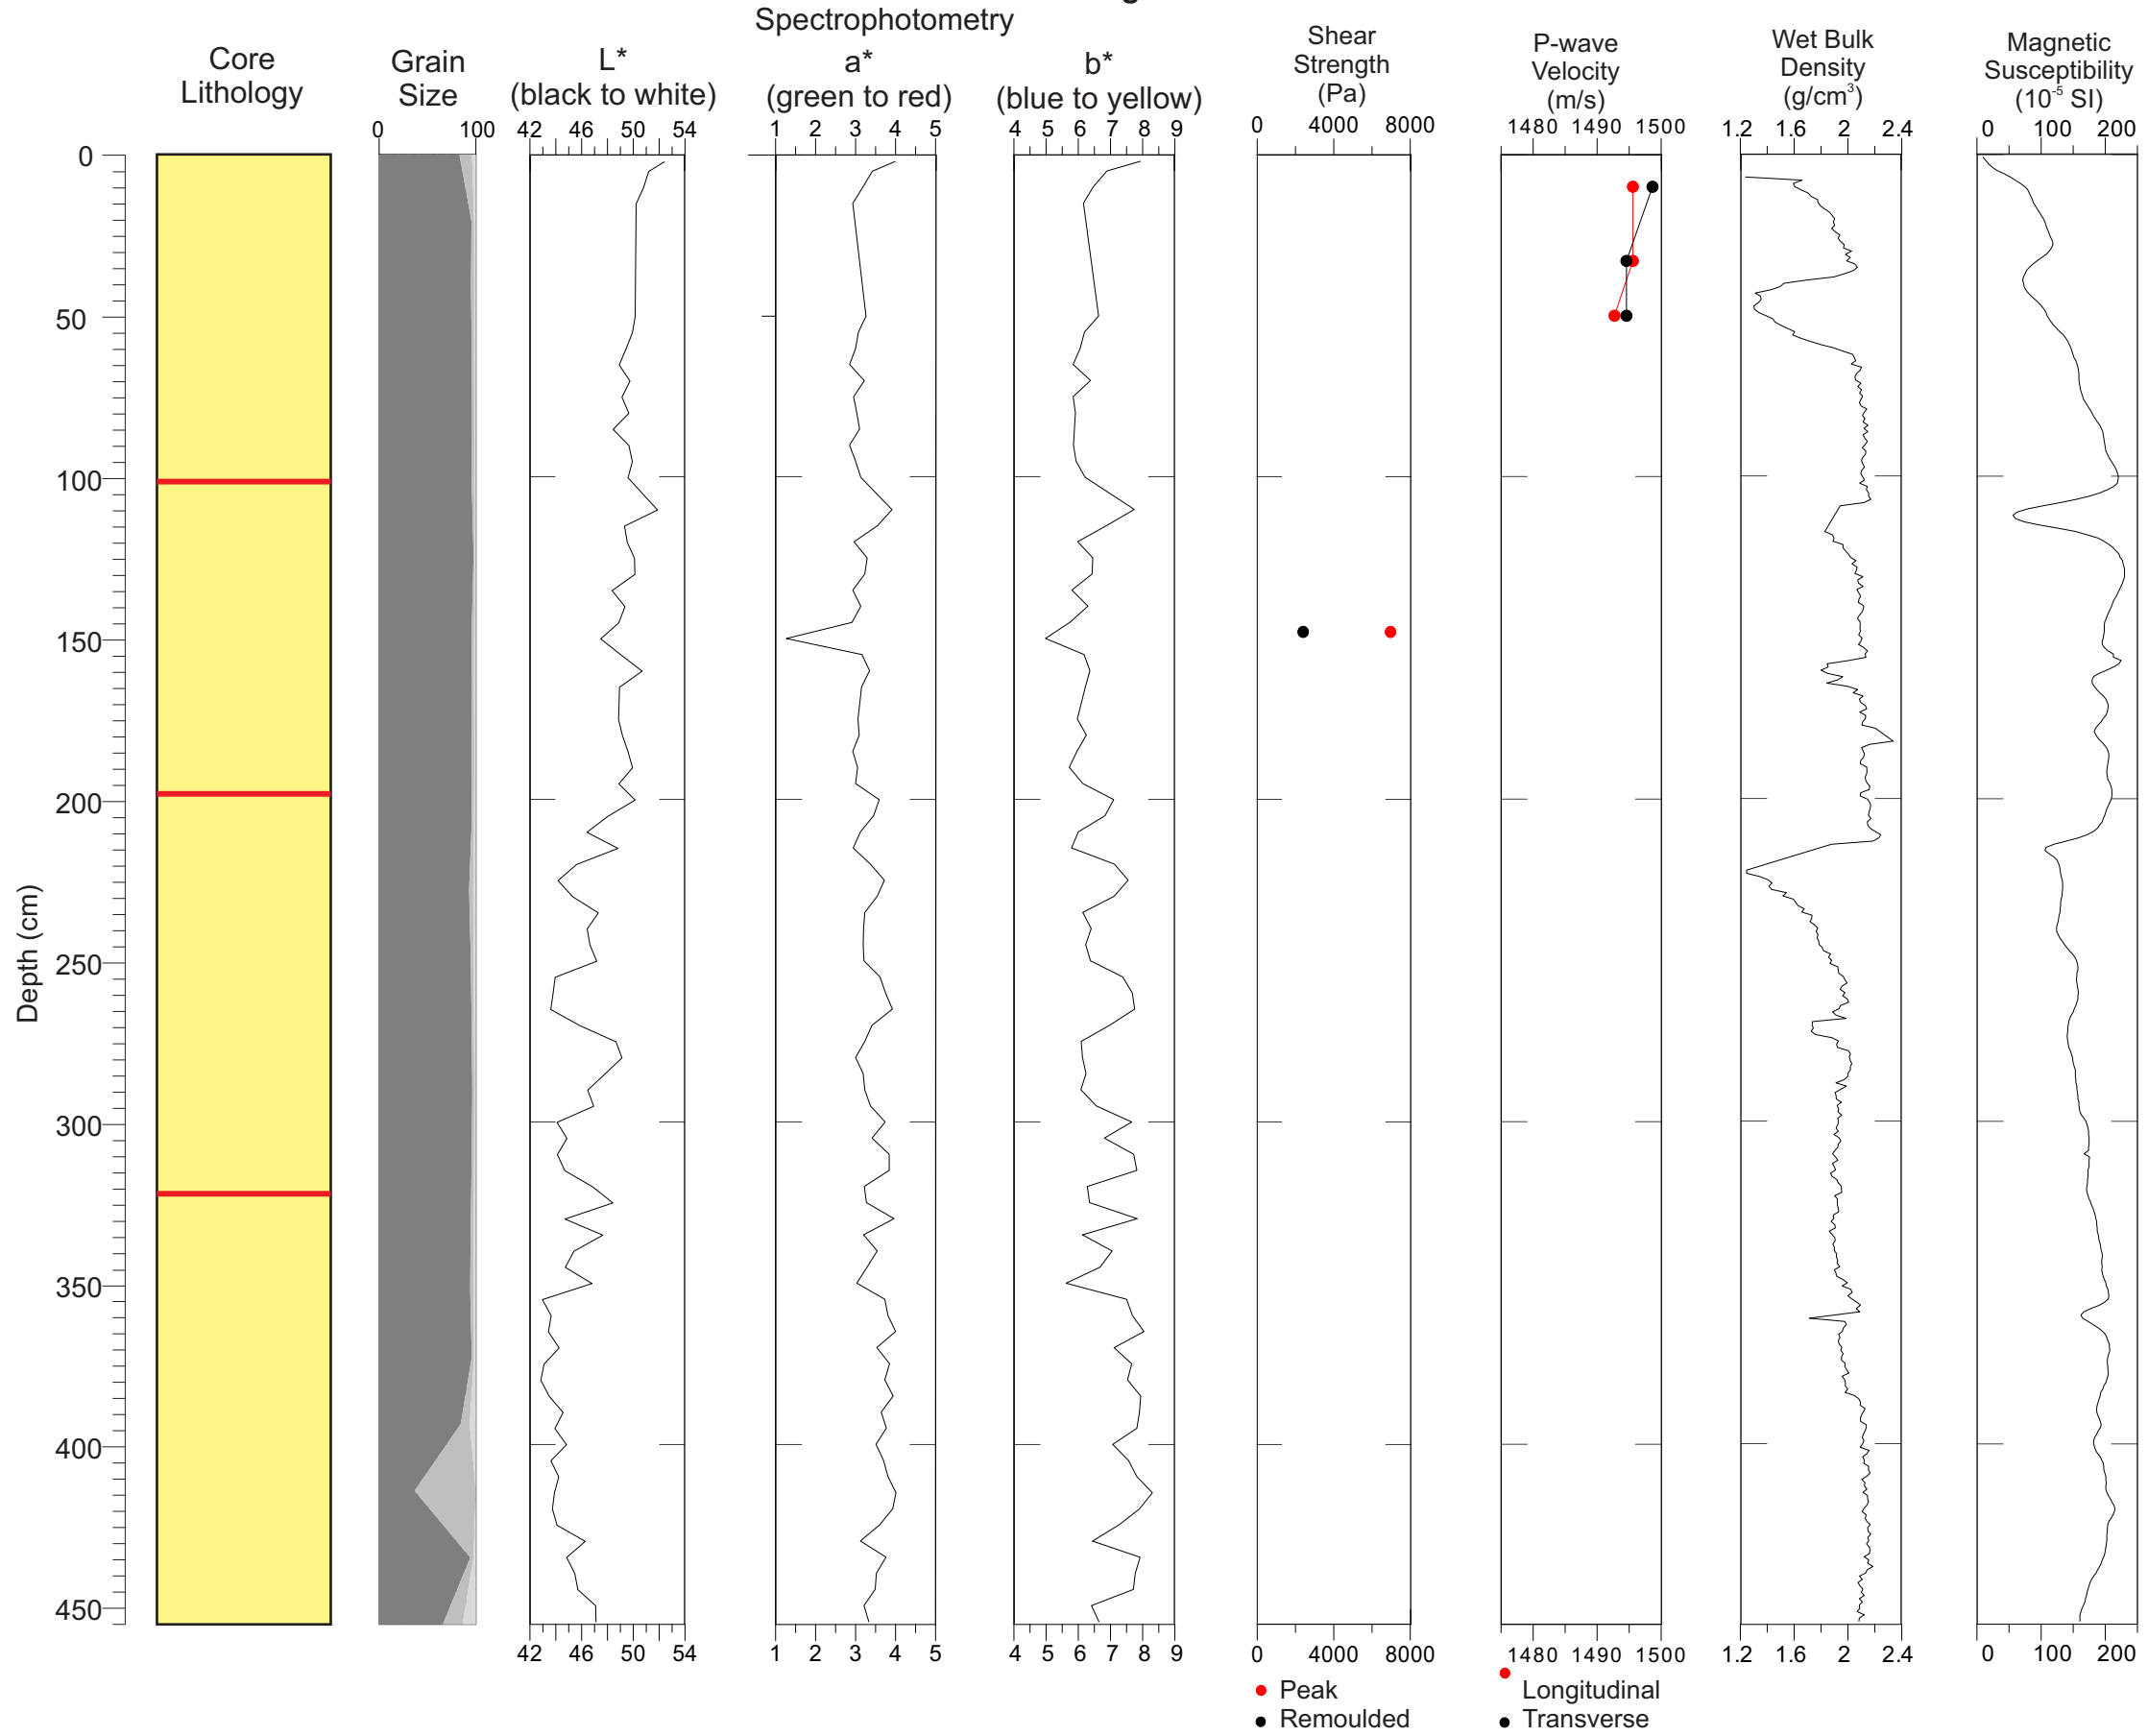 g
Spectrophotometry
Core
Lithology
Grain
Size
L*
(black to white)
a*
(green to red)
b*
(blue to yellow)
Shear
Strength
(Pa)
P-wave
Velocity
(m/s)
Wet Bulk
Density
(g/cm³)
Magnetic
Susceptibility
(10⁻⁵ SI)
0 100
42 46 50 54
1 2 3 4 5
4 5 6 7 8 9
0 4000 8000
1480 1490 1500
1.2 1.6 2 2.4
0 100 200
Depth (cm)
0
50
100
150
200
250
300
350
400
450
42 46 50 54
1 2 3 4 5
4 5 6 7 8 9
0 4000 8000
1480 1490 1500
1.2 1.6 2 2.4
0 100 200
Peak
Remoulded
Longitudinal
Transverse